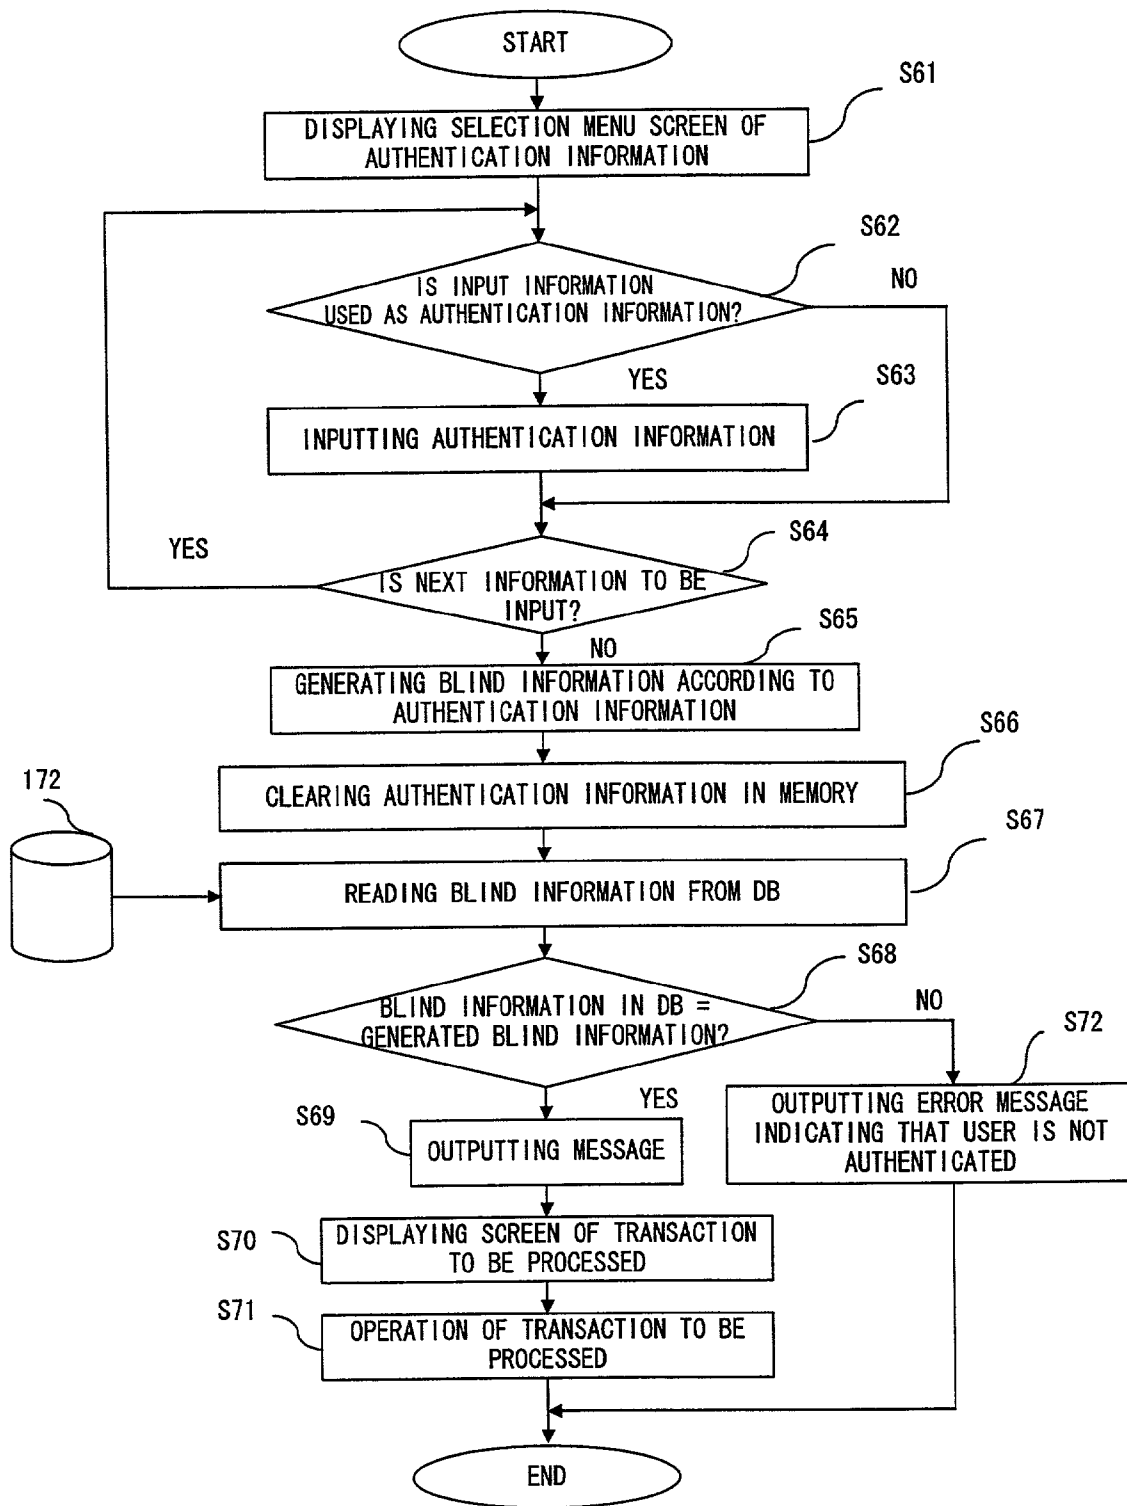 START
S61
DISPLAYING SELECTION MENU SCREEN OF
AUTHENTICATION INFORMATION
S62
IS INPUT INFORMATION
USED AS AUTHENTICATION INFORMATION?
NO
YES
S63
INPUTTING AUTHENTICATION INFORMATION
S64
YES
IS NEXT INFORMATION TO BE
INPUT?
S65
NO
GENERATING BLIND INFORMATION ACCORDING TO
AUTHENTICATION INFORMATION
S66
172
CLEARING AUTHENTICATION INFORMATION IN MEMORY
S67
READING BLIND INFORMATION FROM DB
S68
BLIND INFORMATION IN DB =
GENERATED BLIND INFORMATION?
NO
S72
YES
S69
OUTPUTTING MESSAGE
OUTPUTTING ERROR MESSAGE
INDICATING THAT USER IS NOT
AUTHENTICATED
S70
DISPLAYING SCREEN OF TRANSACTION
TO BE PROCESSED
S71
OPERATION OF TRANSACTION TO BE
PROCESSED
END